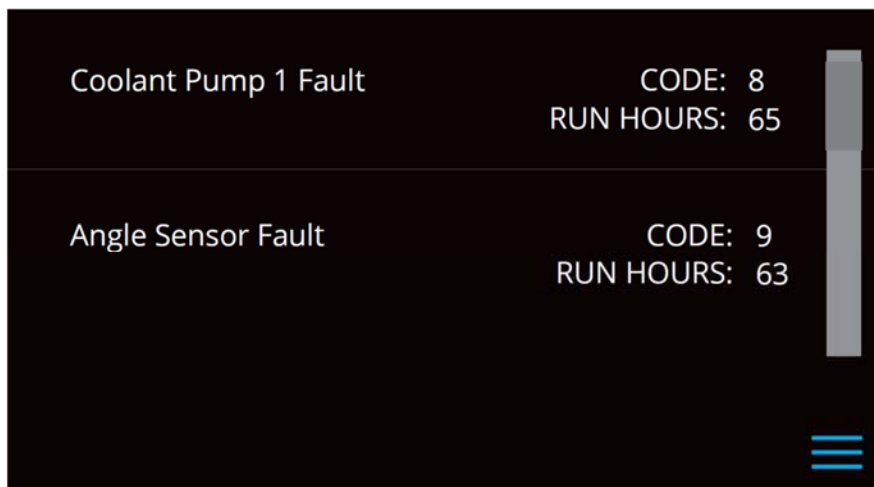 Coolant Pump 1 Fault CODE: 8
RUN HOURS: 65
Angle Sensor Fault CODE: 9
RUN HOURS: 63